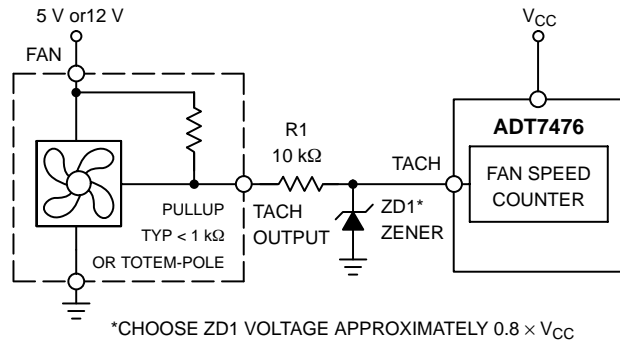 5 V or12 V
FAN
VCC
R1
10 kΩ
TACH
ADT7476
FAN SPEED
COUNTER
PULLUP
TYP < 1 kΩ
OR TOTEM-POLE
TACH
OUTPUT
ZD1*
ZENER
*CHOOSE ZD1 VOLTAGE APPROXIMATELY 0.8 × VCC